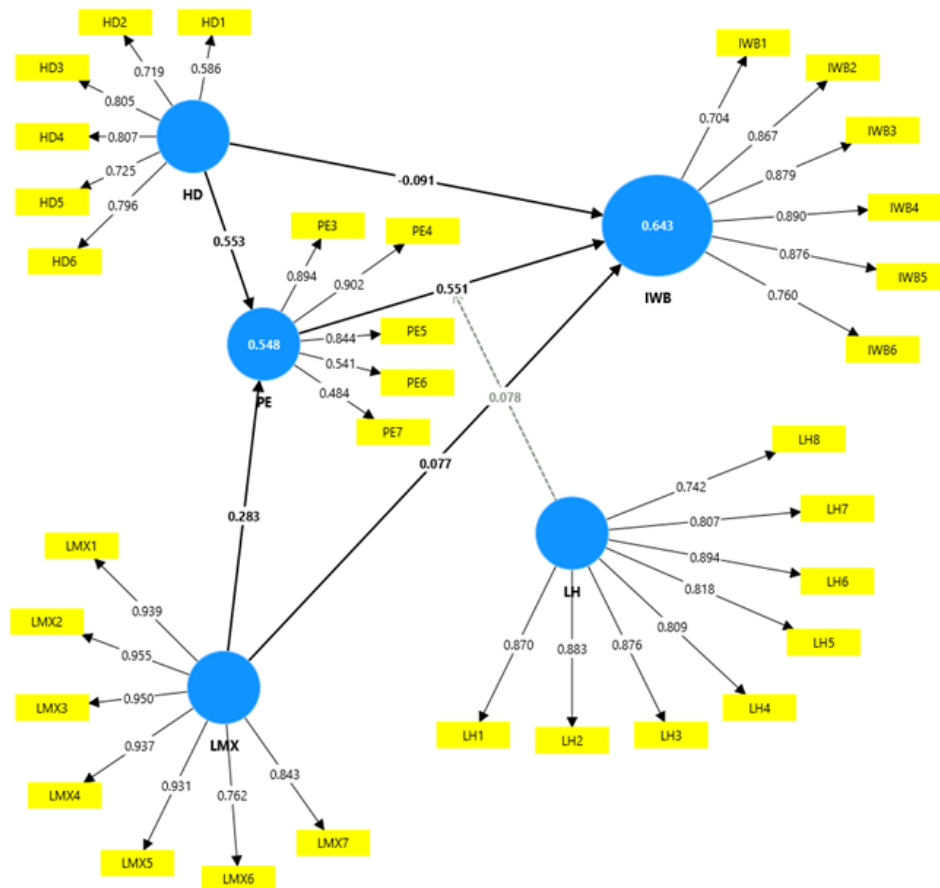 HD2
HD1
0.719
0.586
HD3
0.805
HD4
0.807
0.725
HD5
0.796
HD6
HD
IWB1
IWB2
0.704
0.867
IWB3
0.879
0.890
IWB4
0.876
IWB5
0.760
IWB6
0.643
IWB
-0.091
0.553
PE3
PE4
0.894
0.902
0.551
0.844
PE5
0.541
PE6
0.484
PE7
0.548
PE
0.078
0.077
0.283
LH8
0.742
LH7
0.807
0.894
LH6
0.818
LH5
0.809
LH4
0.876
LH3
0.883
LH2
0.870
LH1
LH
LMX1
0.939
LMX2
0.955
0.950
LMX3
0.937
LMX4
0.931
LMX5
0.762
LMX6
0.843
LMX7
LMX